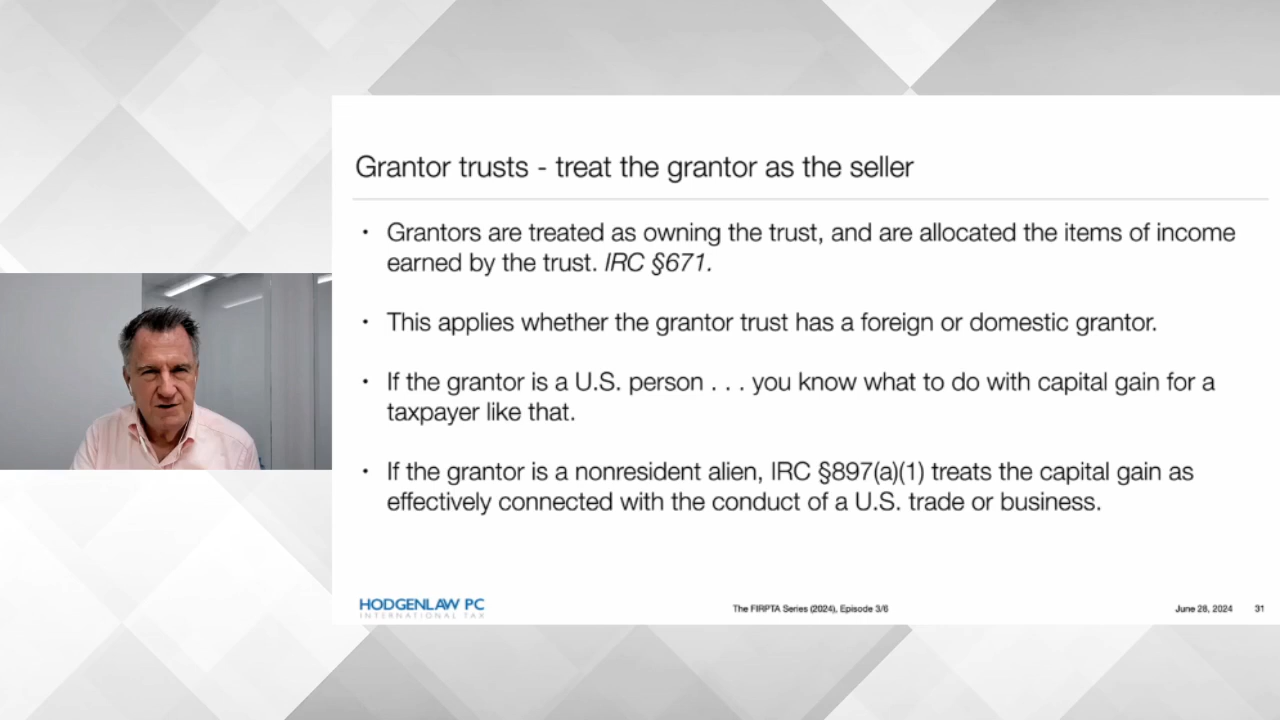 Grantor trusts - treat the grantor as the seller
• Grantors are treated as owning the trust, and are allocated the items of income
earned by the trust. IRC §671.
• This applies whether the grantor trust has a foreign or domestic grantor.
• If the grantor is a U.S. person . . . you know what to do with capital gain for a
taxpayer like that.
• If the grantor is a nonresident alien, IRC §897(a)(1) treats the capital gain as
effectively connected with the conduct of a U.S. trade or business.
HODGENLAW PC
INTERNATIONAL TAX
The FIRPTA Series (2024), Episode 3/6
June 28, 2024
31